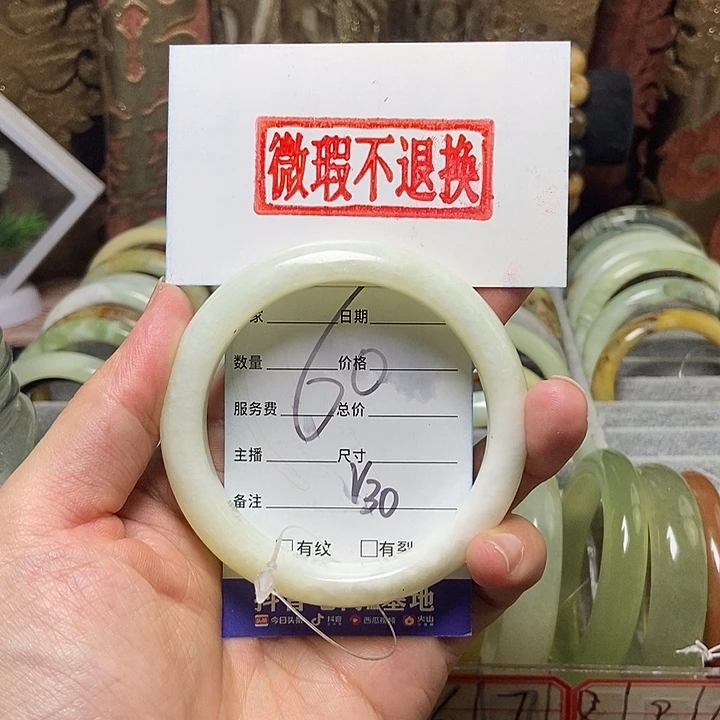 微瑕不退换
家 日期
数量 价格
60
服务费 总价
主播 尺寸
V30
备注
□有纹 □有裂
今日头条 抖音 西瓜视频 火山